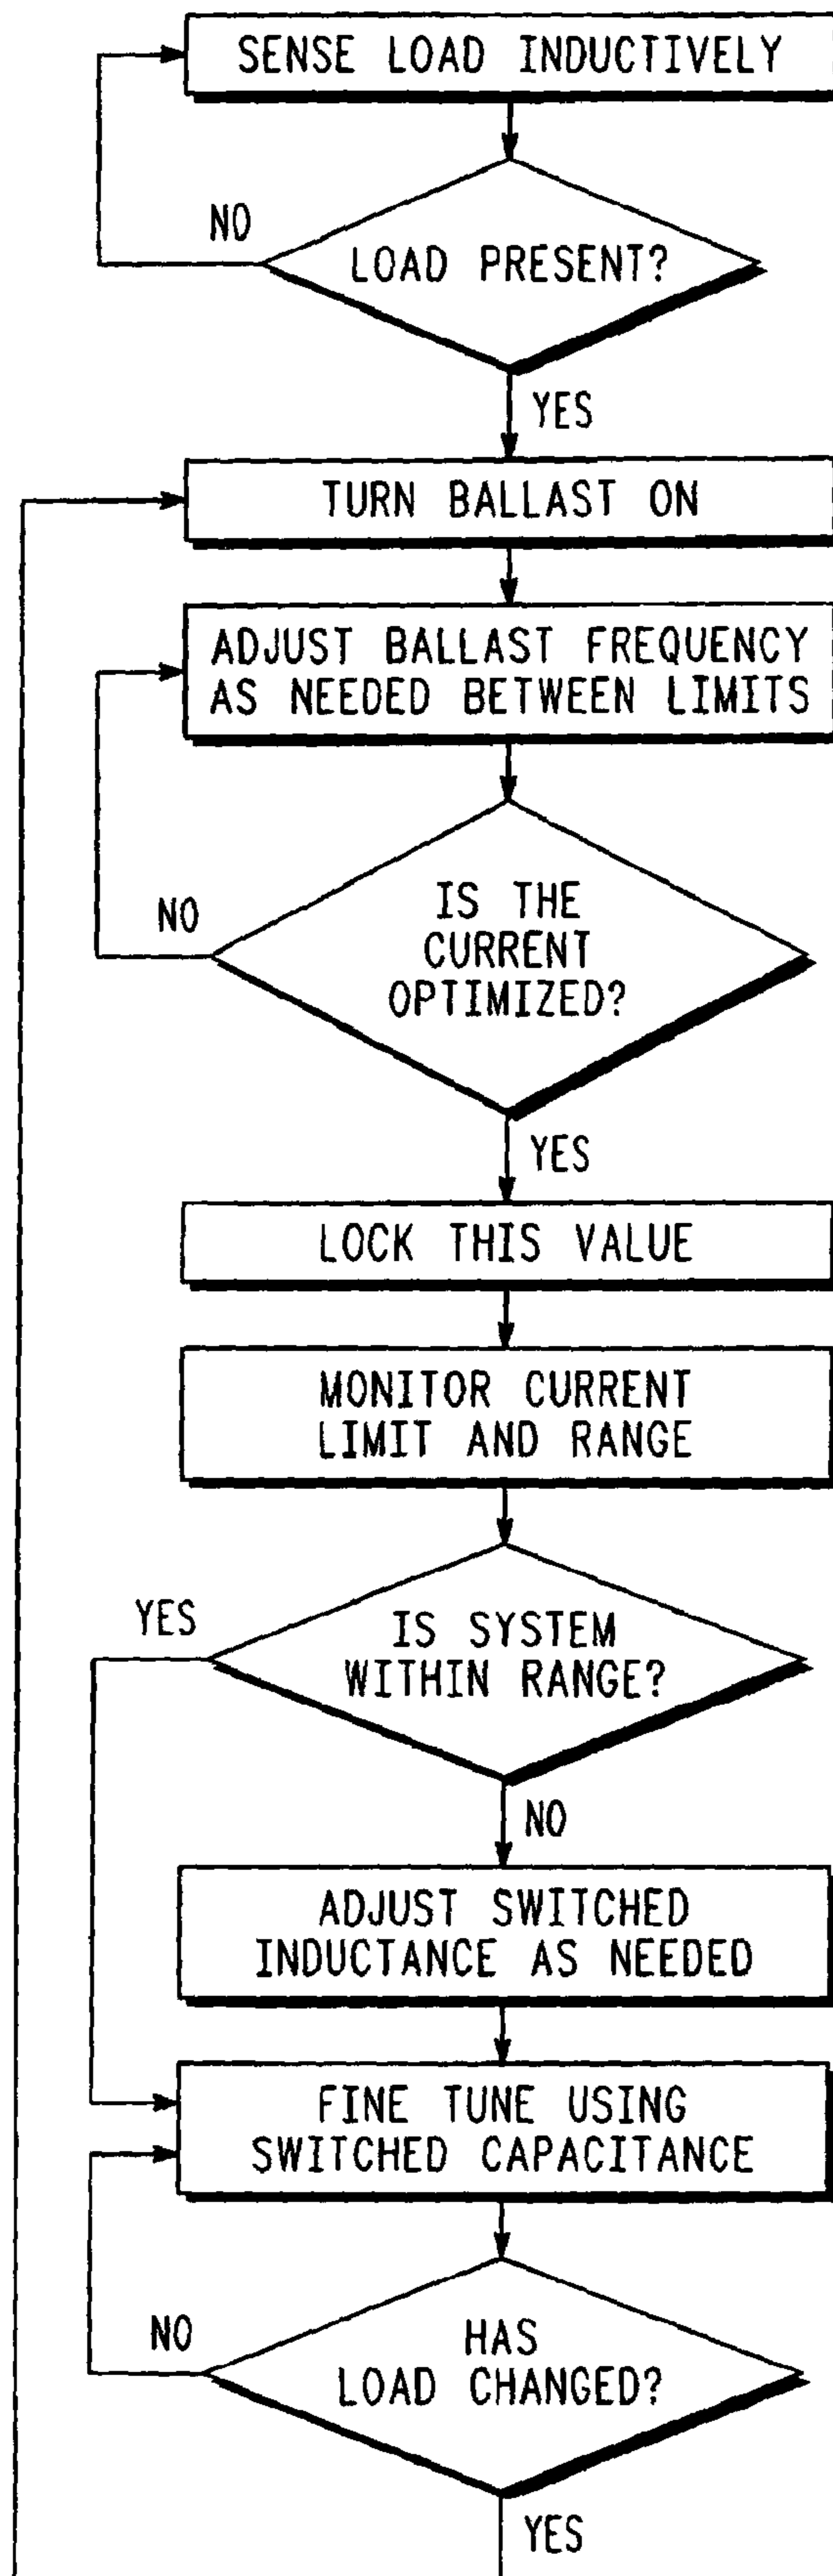 SENSE LOAD INDUCTIVELY
NO
LOAD PRESENT?
YES
TURN BALLAST ON
ADJUST BALLAST FREQUENCY
AS NEEDED BETWEEN LIMITS
NO
IS THE
CURRENT
OPTIMIZED?
YES
LOCK THIS VALUE
MONITOR CURRENT
LIMIT AND RANGE
YES
IS SYSTEM
WITHIN RANGE?
NO
ADJUST SWITCHED
INDUCTANCE AS NEEDED
FINE TUNE USING
SWITCHED CAPACITANCE
NO
HAS
LOAD CHANGED?
YES